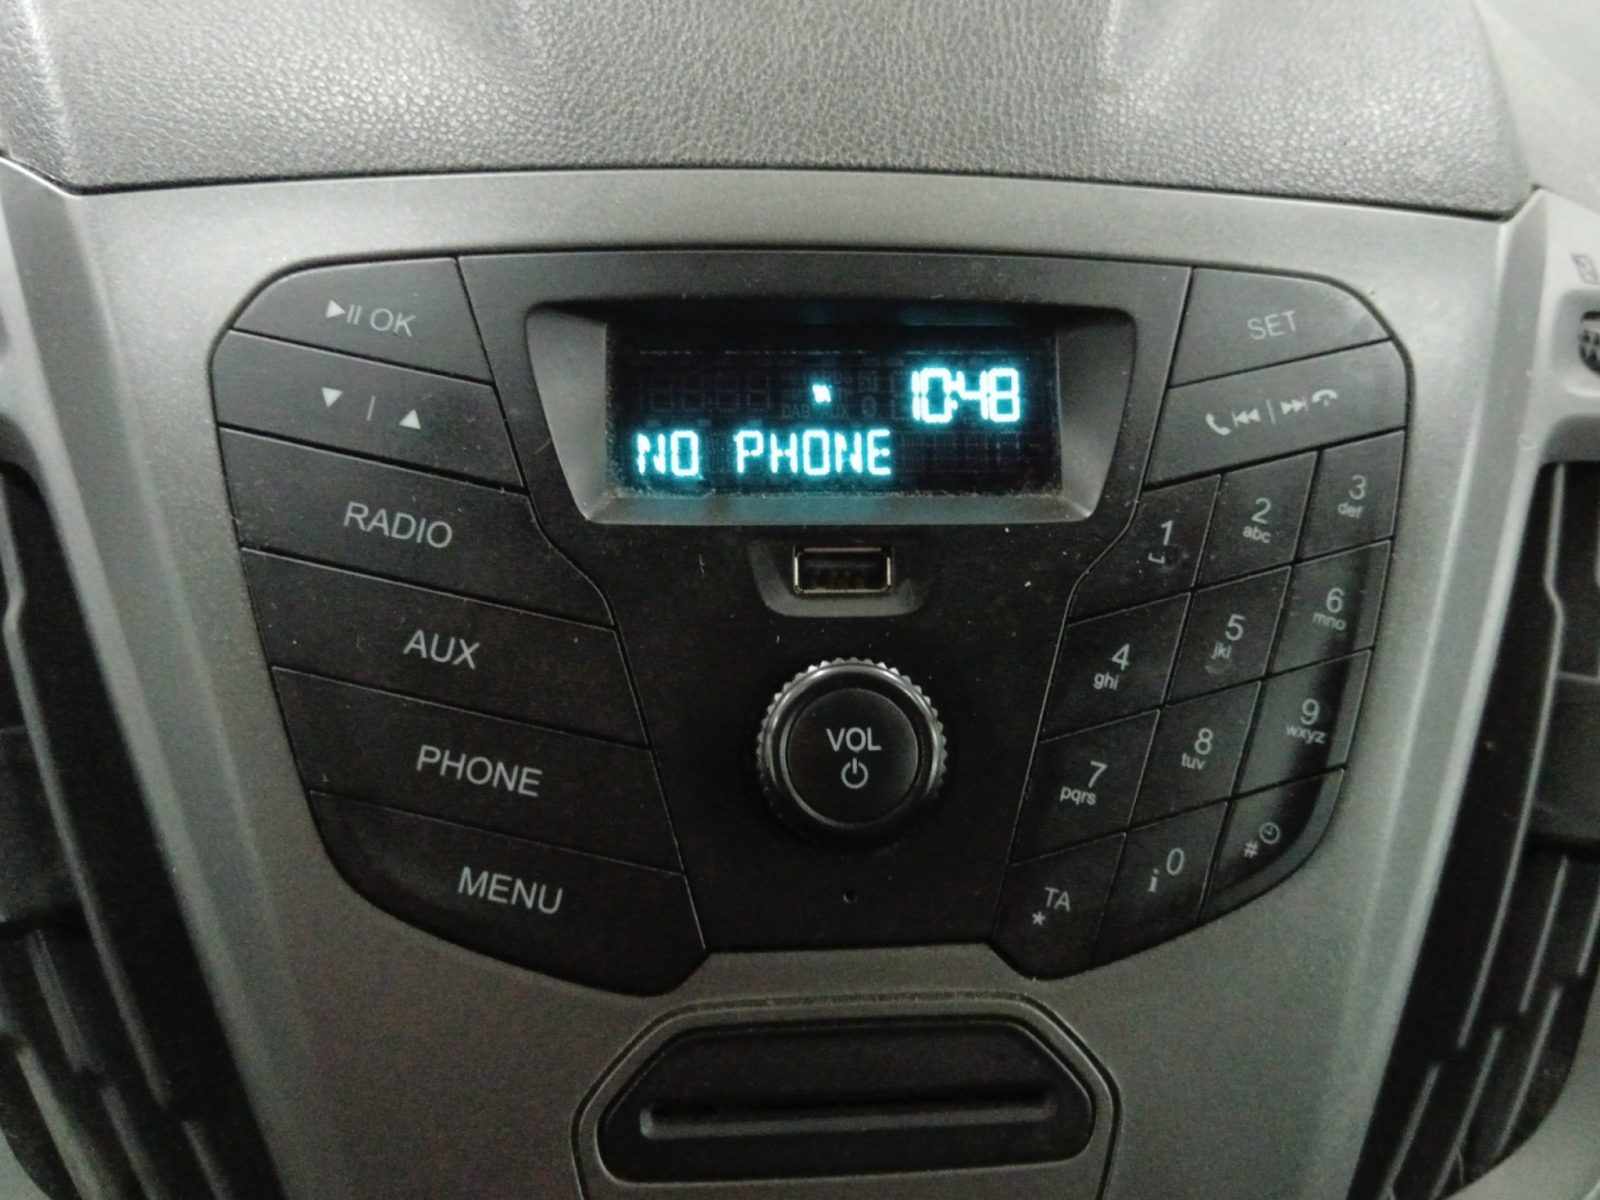 OK
SET
10:48
NO PHONE
RADIO
AUX
PHONE
MENU
VOL
1
2
abc
3
def
4
ghi
5
jkl
6
mno
7
pqrs
8
tuv
9
wxyz
TA
*
i 0
#